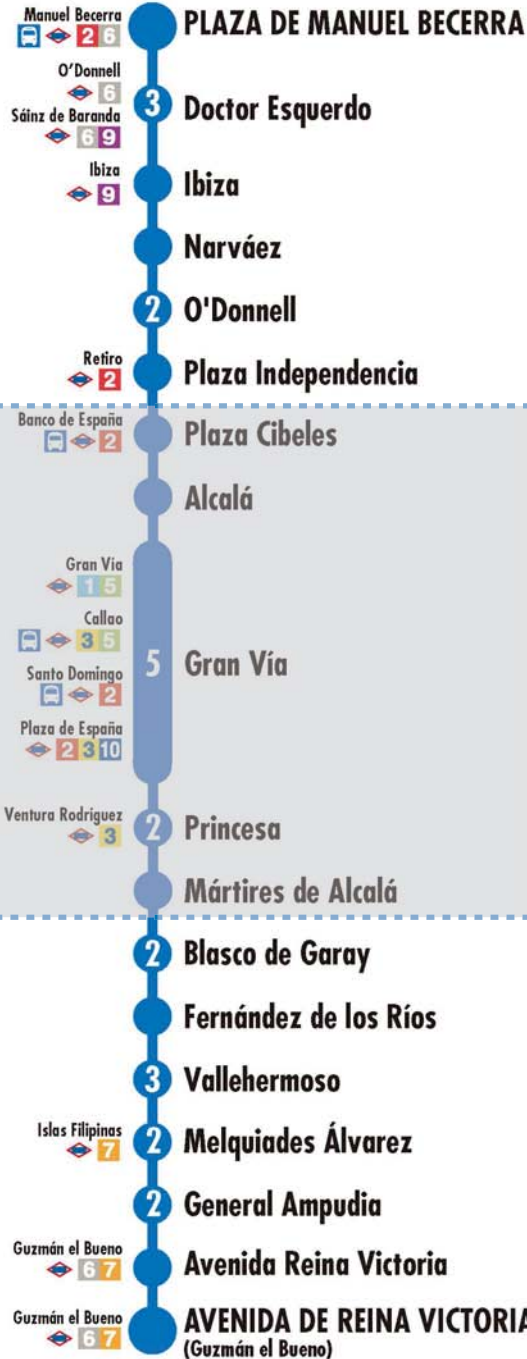 Manuel Becerra
2 6
PLAZA DE MANUEL BECERRA
O'Donnell
6
Sáinz de Baranda
6 9
3 Doctor Esquerdo
Ibiza
9
Ibiza
Narváez
2 O'Donnell
Retiro
2
Plaza Independencia
Banco de España
2
Plaza Cibeles
Alcalá
Gran Vía
1 5
Callao
3 5
Santo Domingo
2
Plaza de España
2 3 10
5 Gran Vía
Ventura Rodríguez
3
2 Princesa
Mártires de Alcalá
2 Blasco de Garay
Fernández de los Ríos
3 Vallehermoso
Islas Filipinas
7
2 Melquiades Álvarez
2 General Ampudia
Guzmán el Bueno
6 7
Avenida Reina Victoria
Guzmán el Bueno
6 7
AVENIDA DE REINA VICTORIA
(Guzmán el Bueno)